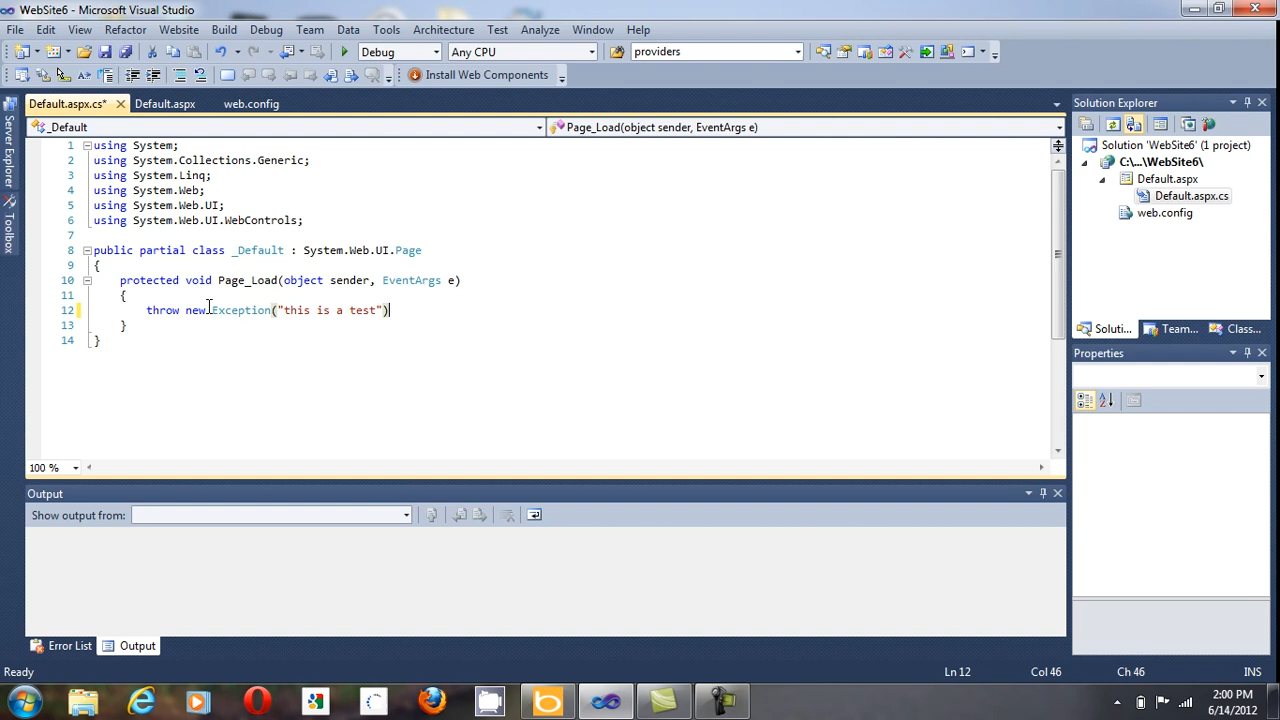 WebSite6 - Microsoft Visual Studio
File Edit View Refactor Website Build Debug Team Data Tools Architecture Test Analyze Window Help
Debug Any CPU providers
Install Web Components
Default.aspx.cs* Default.aspx web.config
_Default Page_Load(object sender, EventArgs e)
1 using System;
2 using System.Collections.Generic;
3 using System.Linq;
4 using System.Web;
5 using System.Web.UI;
6 using System.Web.UI.WebControls;
7
8 public partial class _Default : System.Web.UI.Page
9 {
10 protected void Page_Load(object sender, EventArgs e)
11 {
12 throw new Exception("this is a test")
13 }
14 }
100 %
Server Explorer
Toolbox
Solution Explorer
Solution 'WebSite6' (1 project)
C:\...\WebSite6\
Default.aspx
Default.aspx.cs
web.config
Soluti... Team... Class...
Properties
Output
Show output from:
Error List Output
Ready Ln 12 Col 46 Ch 46 INS
2:00 PM
6/14/2012